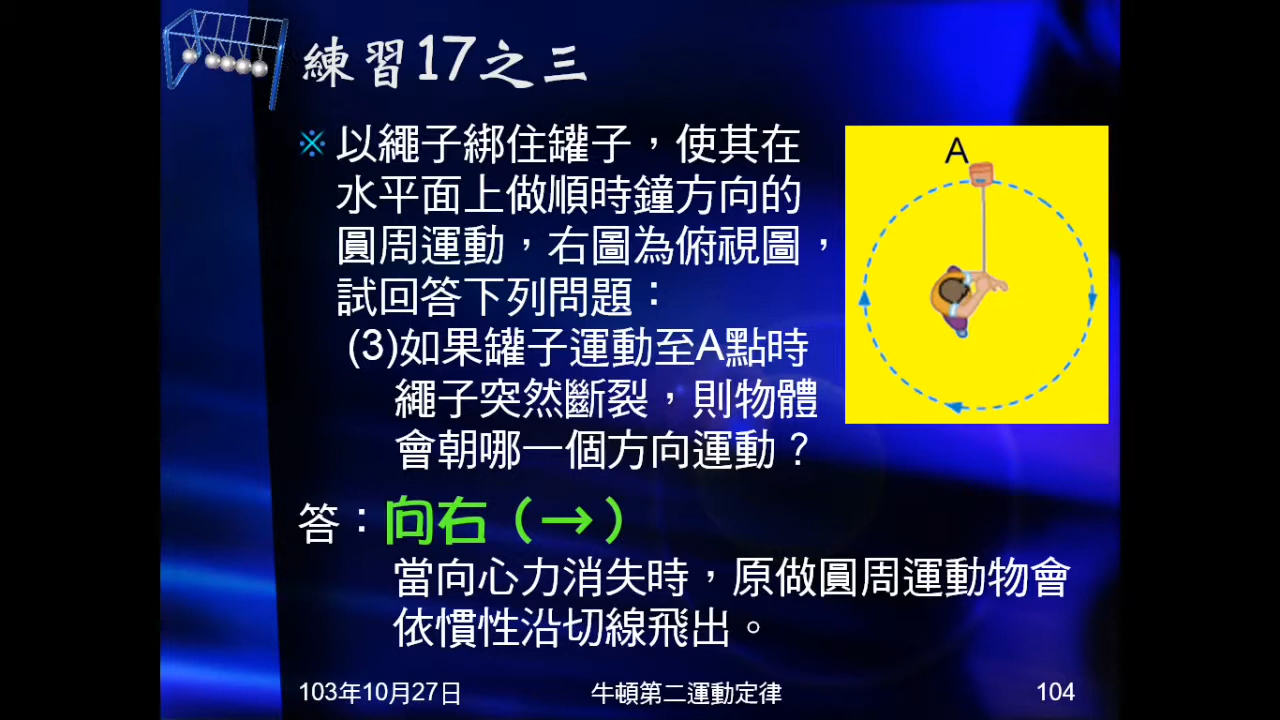 練習17之三
※以繩子綁住罐子，使其在
水平面上做順時鐘方向的
圓周運動，右圖為俯視圖，
試回答下列問題：
(3)如果罐子運動至A點時
繩子突然斷裂，則物體
會朝哪一個方向運動？
A
答：向右（→）
當向心力消失時，原做圓周運動物會
依慣性沿切線飛出。
103年10月27日
牛頓第二運動定律
104